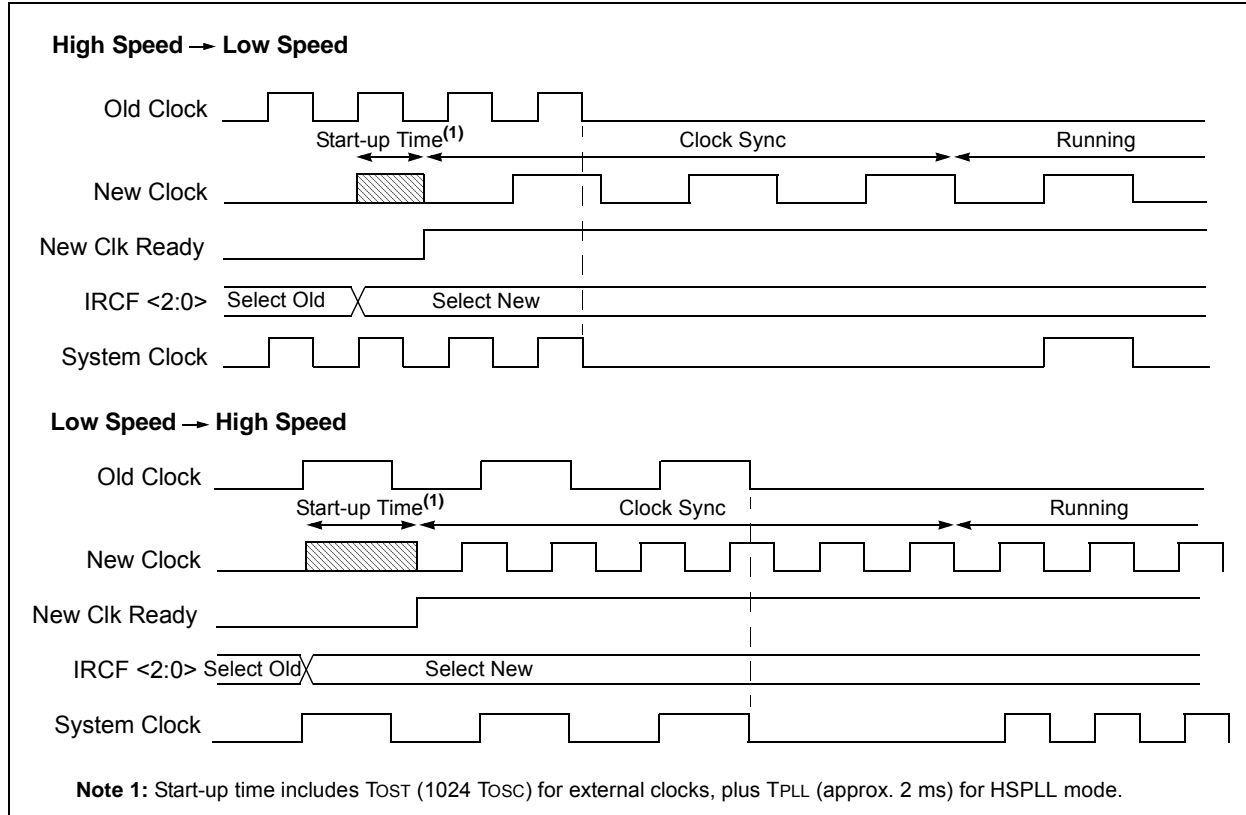 High Speed → Low Speed
Old Clock
Start-up Time(1)
Clock Sync
Running
New Clock
New Clk Ready
IRCF <2:0>
Select Old
Select New
System Clock
Low Speed → High Speed
Old Clock
Start-up Time(1)
Clock Sync
Running
New Clock
New Clk Ready
IRCF <2:0>
Select Old
Select New
System Clock
Note 1: Start-up time includes TOST (1024 TOSC) for external clocks, plus TPLL (approx. 2 ms) for HSPLL mode.